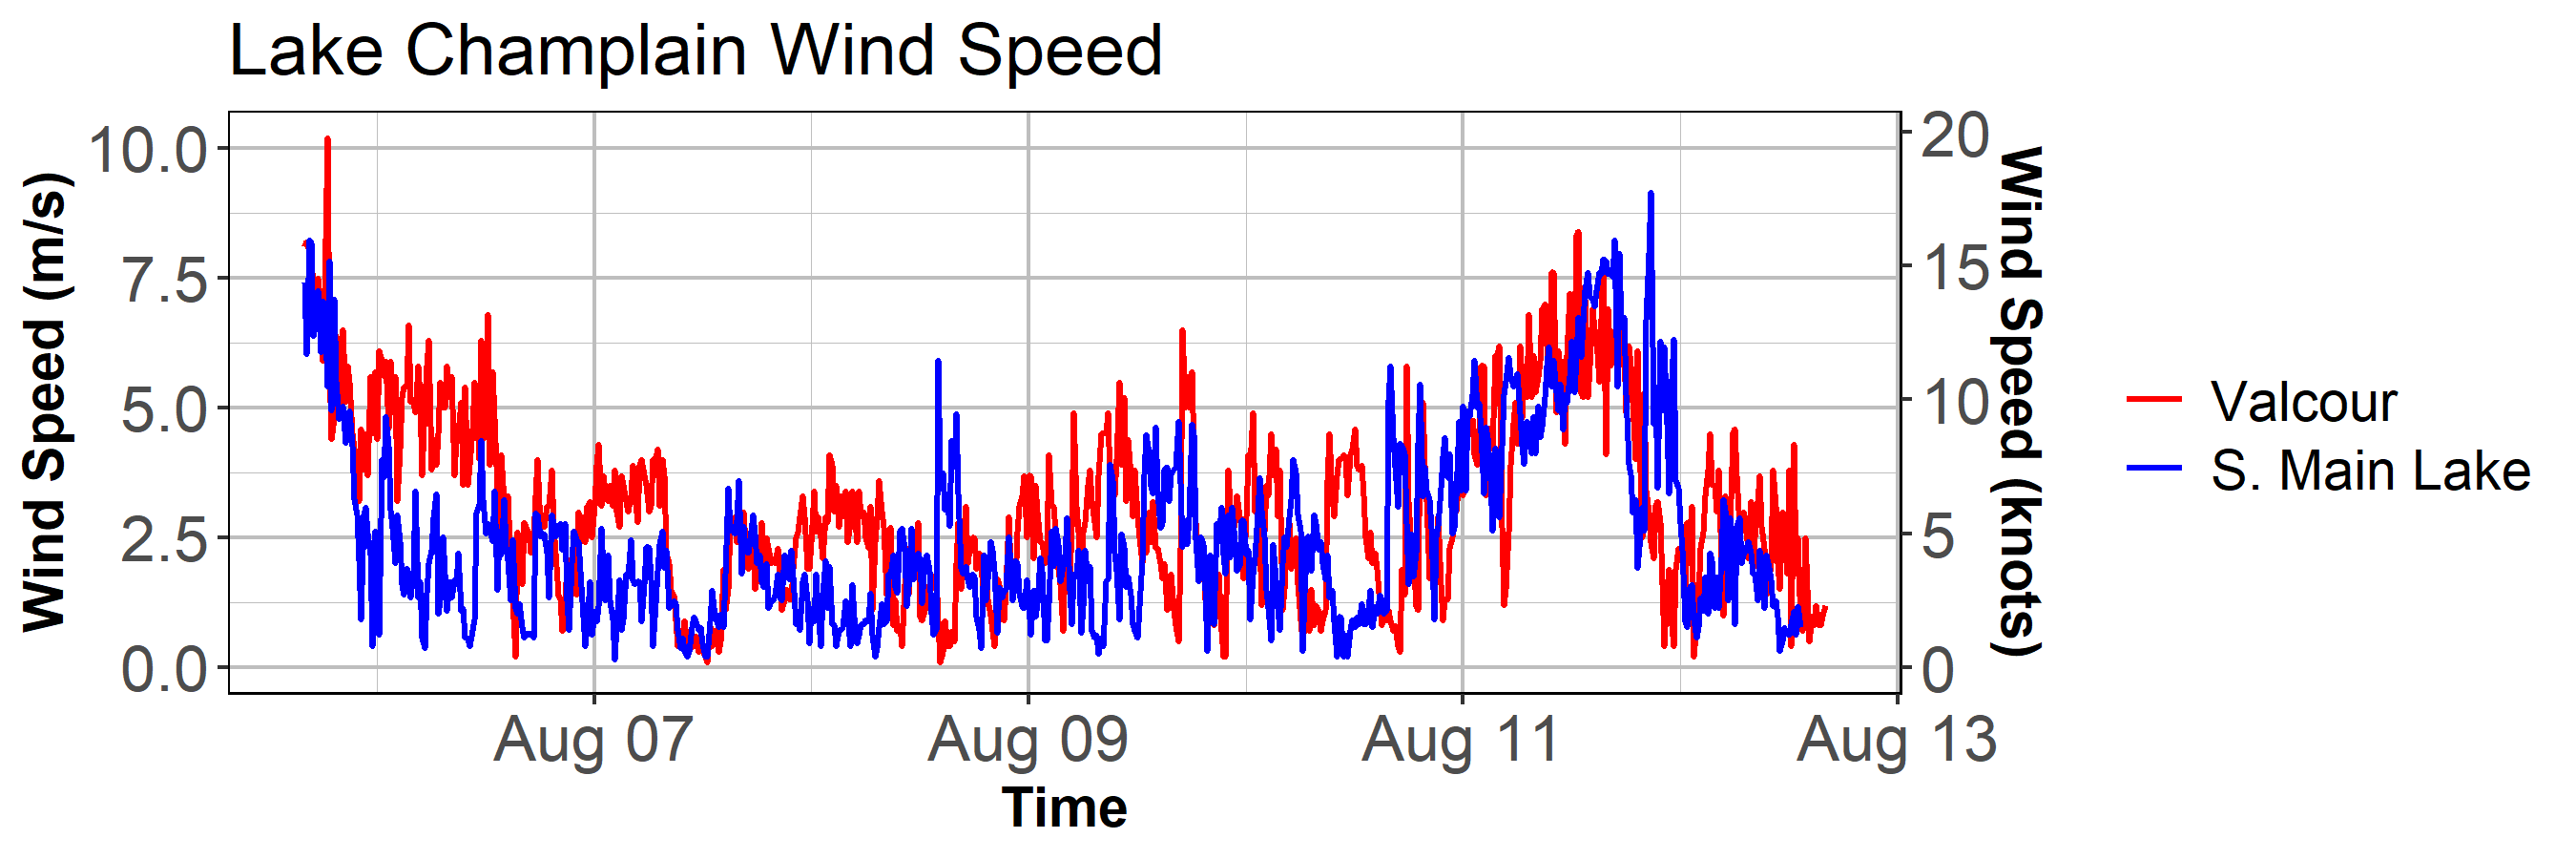 Lake Champlain Wind Speed
Wind Speed (m/s)
10.0
7.5
5.0
2.5
0.0
20
15
10
5
0
Wind Speed (knots)
Aug 07
Aug 09
Aug 11
Aug 13
Time
Valcour
S. Main Lake